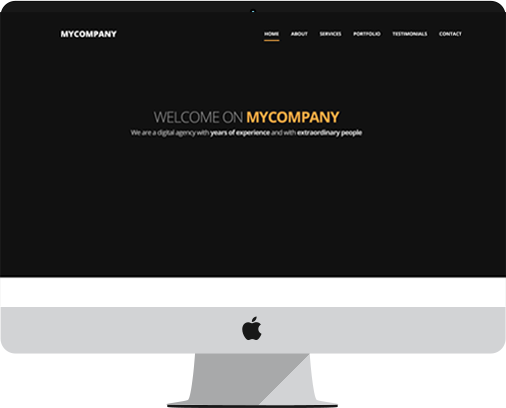 MYCOMPANY HOME ABOUT SERVICES PORTFOLIO TESTIMONIALS CONTACT
WELCOME ON MYCOMPANY
We are a digital agency with years of experience and with extraordinary people